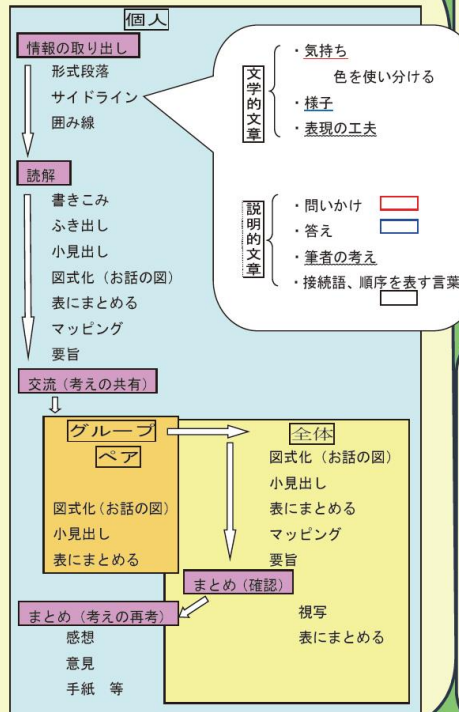 個人
情報の取り出し
形式段落
サイドライン
囲み線
文学的文章
・気持ち
色を使い分ける
・様子
・表現の工夫
説明的文章
・問いかけ
・答え
・筆者の考え
・接続語、順序を表す言葉
読解
書きこみ
ふき出し
小見出し
図式化（お話の図）
表にまとめる
マッピング
要旨
交流（考えの共有）
グループ
ペア
図式化（お話の図）
小見出し
表にまとめる
全体
図式化（お話の図）
小見出し
表にまとめる
マッピング
要旨
まとめ（確認）
視写
表にまとめる
まとめ（考えの再考）
感想
意見
手紙　等